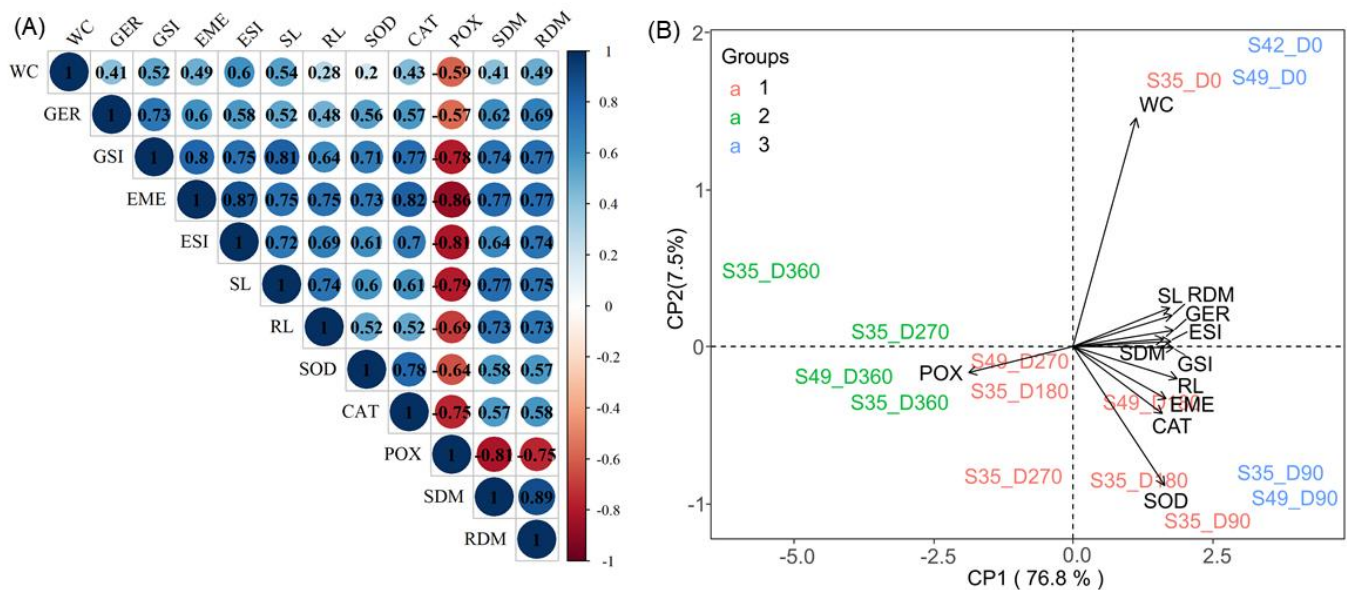 (A)
WC GER GSI EME ESI SL RL SOD CAT POX SDM RDM
WC 1 0.41 0.52 0.49 0.6 0.54 0.28 0.2 0.43 -0.59 0.41 0.49
GER 1 0.73 0.6 0.58 0.52 0.48 0.56 0.57 -0.57 0.62 0.69
GSI 1 0.8 0.75 0.81 0.64 0.71 0.77 -0.78 0.74 0.77
EME 1 0.87 0.75 0.75 0.73 0.82 -0.86 0.77 0.77
ESI 1 0.72 0.69 0.61 0.7 -0.81 0.64 0.74
SL 1 0.74 0.6 0.61 -0.79 0.77 0.75
RL 1 0.52 0.52 -0.69 0.73 0.73
SOD 1 0.78 -0.64 0.58 0.57
CAT 1 -0.75 0.57 0.58
POX 1 -0.81 -0.75
SDM 1 0.89
RDM 1
1
0.8
0.6
0.4
0.2
0
-0.2
-0.4
-0.6
-0.8
-1
(B)
Groups
a 1
a 2
a 3
CP2(7.5%)
2
1
0
-1
S42_D0
S35_D0 S49_D0
WC
S35_D360
SL RDM
GER
S35_D270
ESI
SDM
S49_D270
GSI
POX
S49_D360
S35_D180
RL
S35_D360
EME
CAT
S35_D270
S35_D180
S35_D90
SOD
S49_D90
S35_D90
-5.0 -2.5 0.0 2.5
CP1 ( 76.8 % )